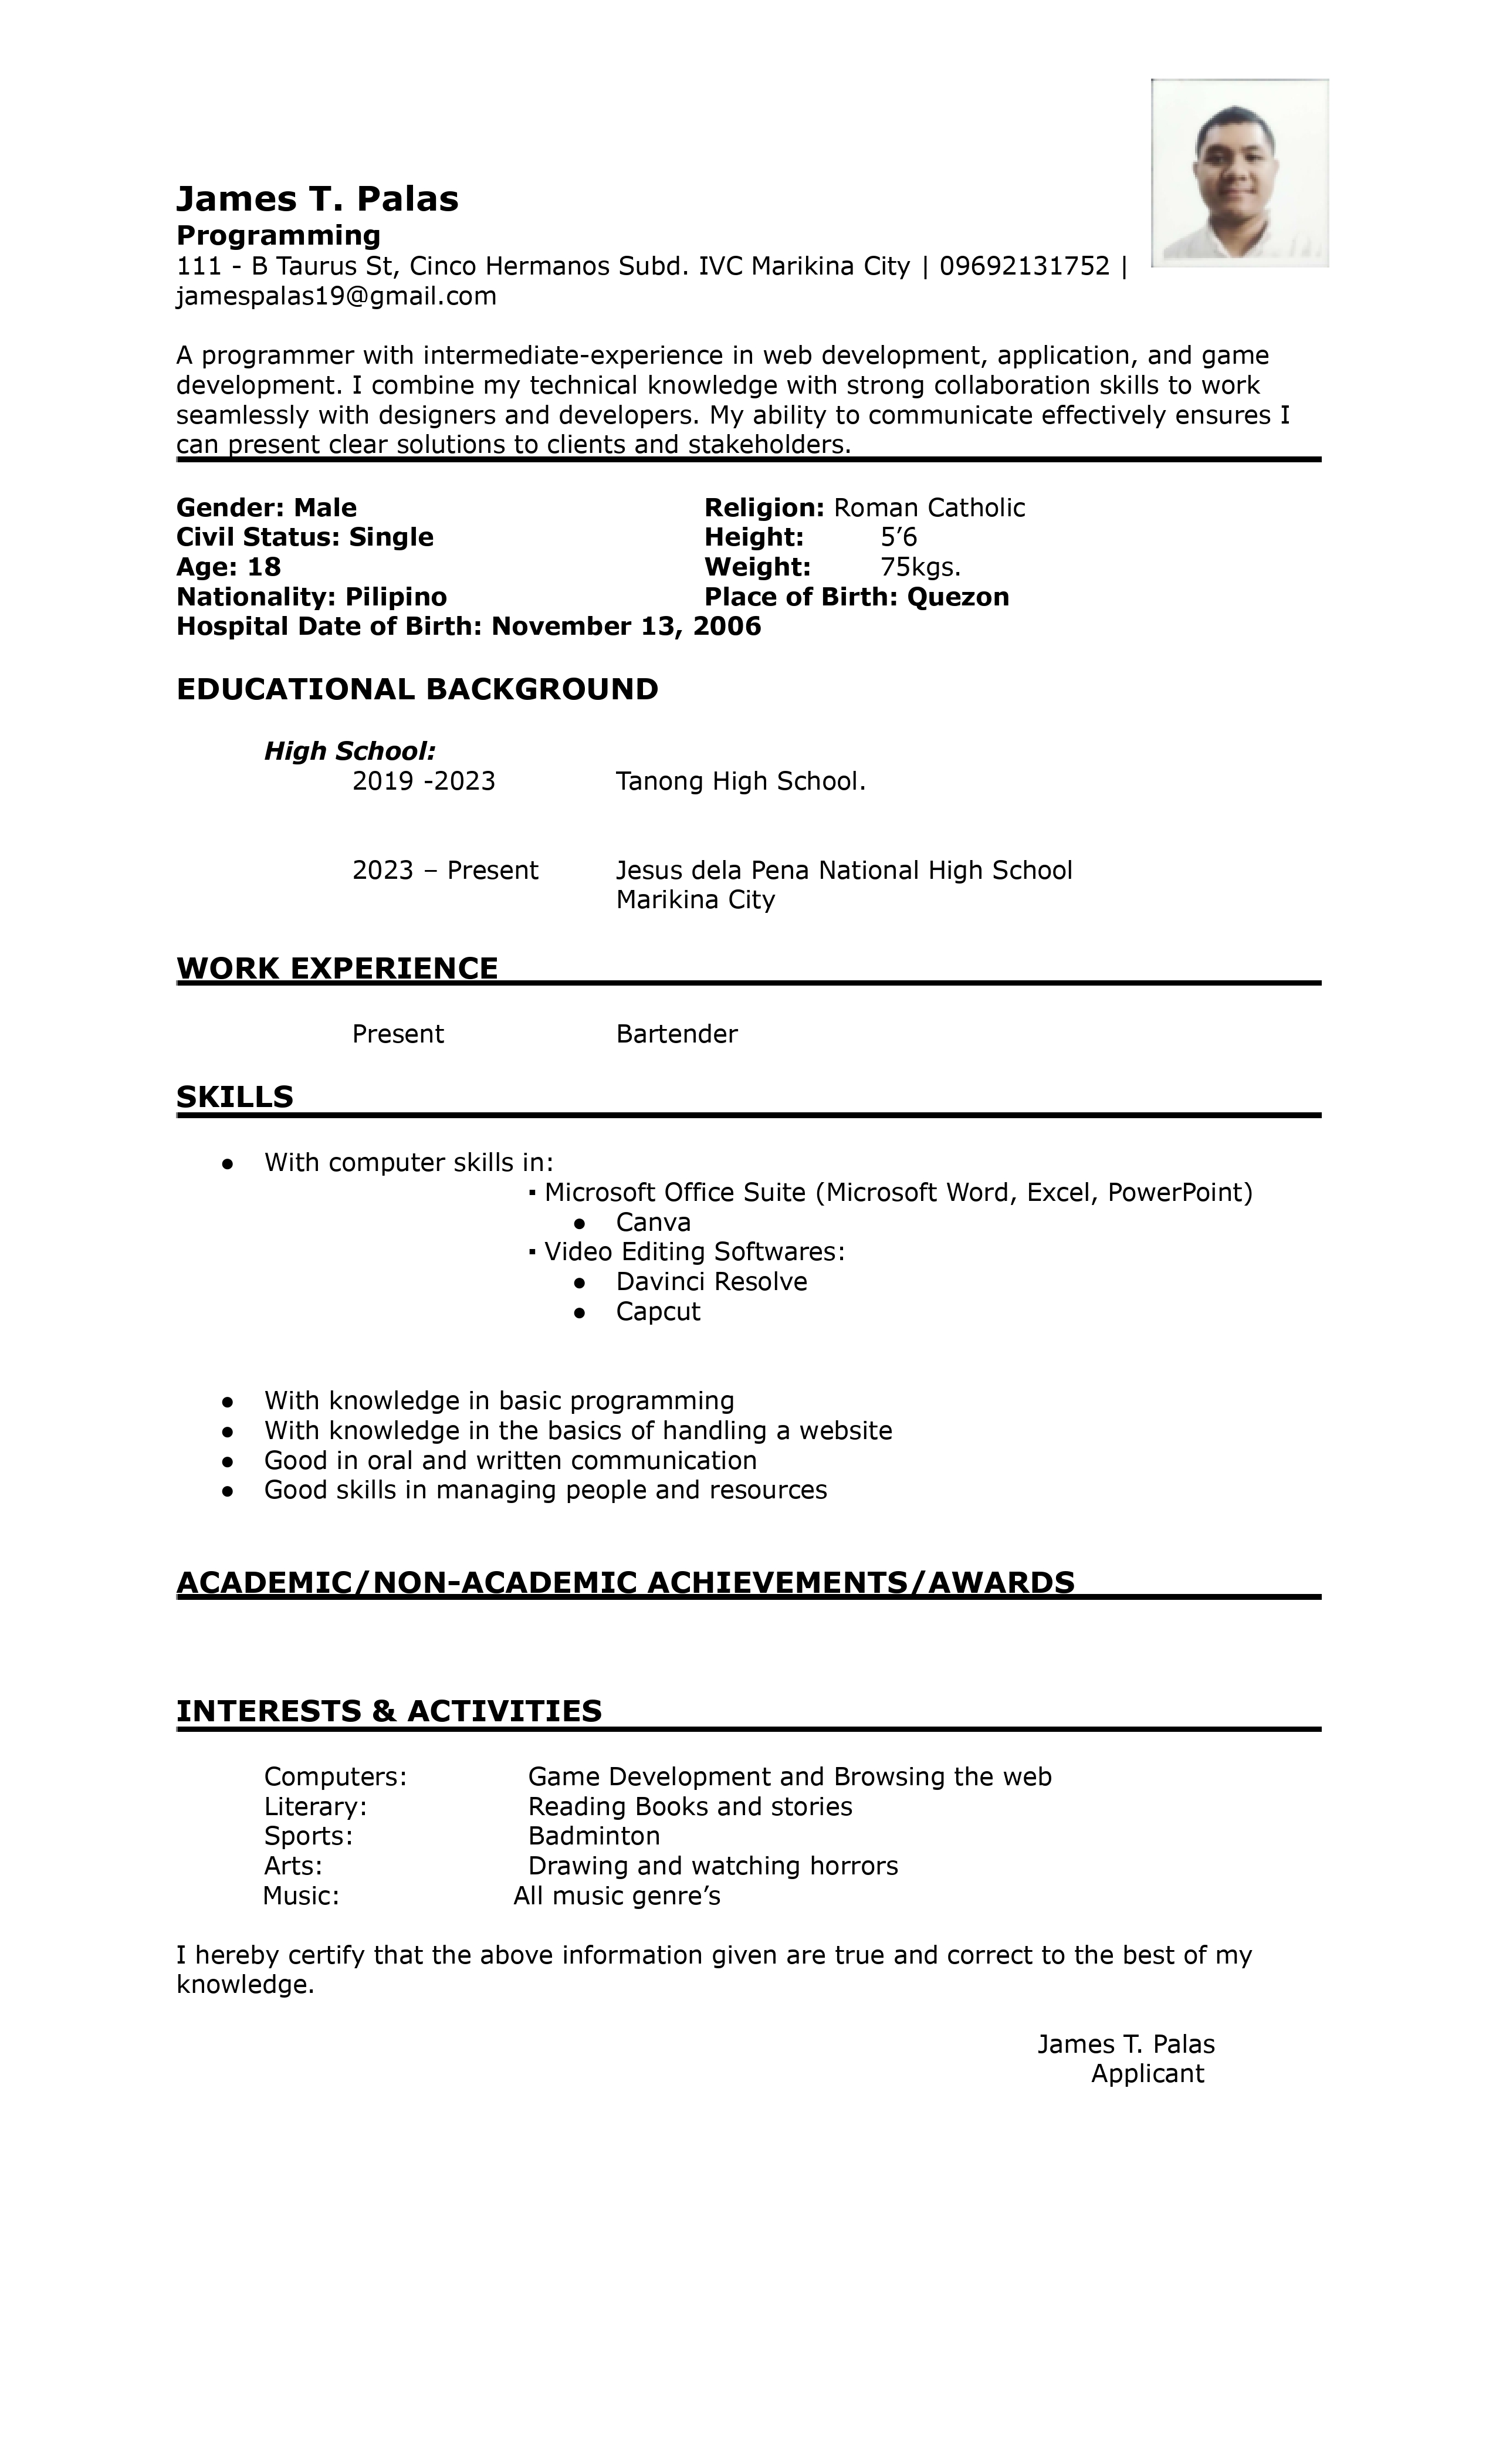 James T. Palas
Programming
111 - B Taurus St, Cinco Hermanos Subd. IVC Marikina City | 09692131752 |
jamespalas19@gmail.com
A programmer with intermediate-experience in web development, application, and game
development. I combine my technical knowledge with strong collaboration skills to work
seamlessly with designers and developers. My ability to communicate effectively ensures I
can present clear solutions to clients and stakeholders.
Gender: Male Religion: Roman Catholic
Civil Status: Single Height: 5’6
Age: 18 Weight: 75kgs.
Nationality: Pilipino Place of Birth: Quezon
Hospital Date of Birth: November 13, 2006
EDUCATIONAL BACKGROUND
High School:
2019 -2023 Tanong High School.
2023 – Present Jesus dela Pena National High School
Marikina City
WORK EXPERIENCE
Present Bartender
SKILLS
● With computer skills in:
▪ Microsoft Office Suite (Microsoft Word, Excel, PowerPoint)
● Canva
▪ Video Editing Softwares:
● Davinci Resolve
● Capcut
● With knowledge in basic programming
● With knowledge in the basics of handling a website
● Good in oral and written communication
● Good skills in managing people and resources
ACADEMIC/NON-ACADEMIC ACHIEVEMENTS/AWARDS
INTERESTS & ACTIVITIES
Computers: Game Development and Browsing the web
Literary: Reading Books and stories
Sports: Badminton
Arts: Drawing and watching horrors
Music: All music genre’s
I hereby certify that the above information given are true and correct to the best of my
knowledge.
James T. Palas
Applicant